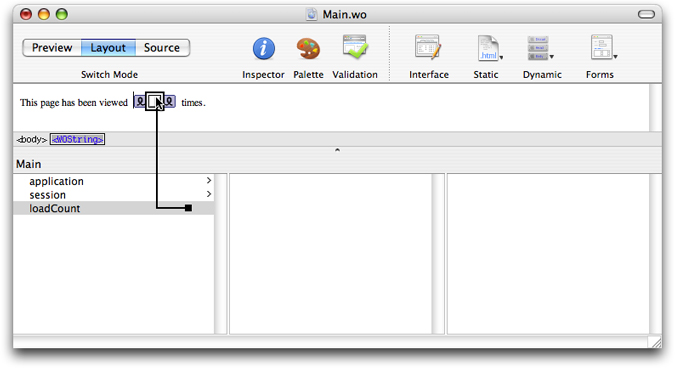 Main.wo
Preview Layout Source
Switch Mode
Inspector Palette Validation Interface Static Dynamic Forms
.html
This page has been viewed times.
<body> <WOString>
Main
application
session
loadCount